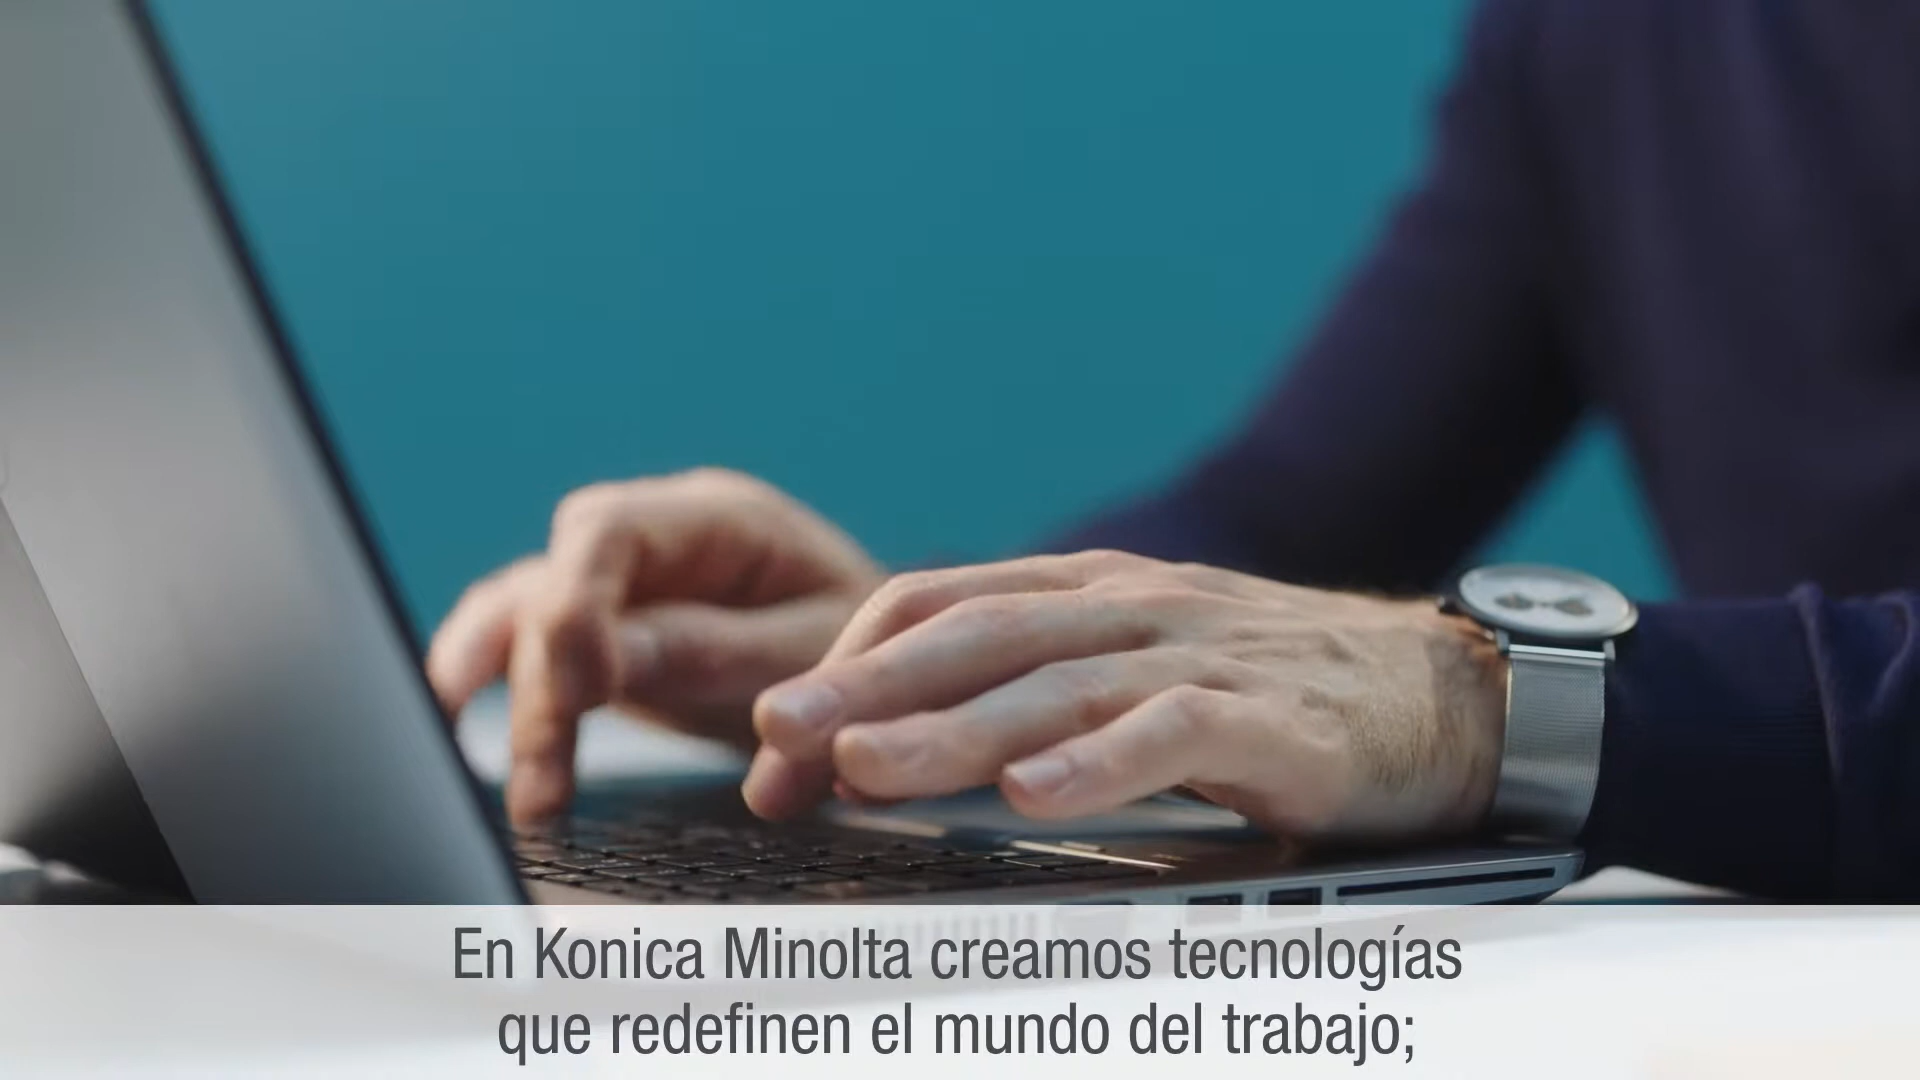 En Konica Minolta creamos tecnologías
que redefinen el mundo del trabajo;